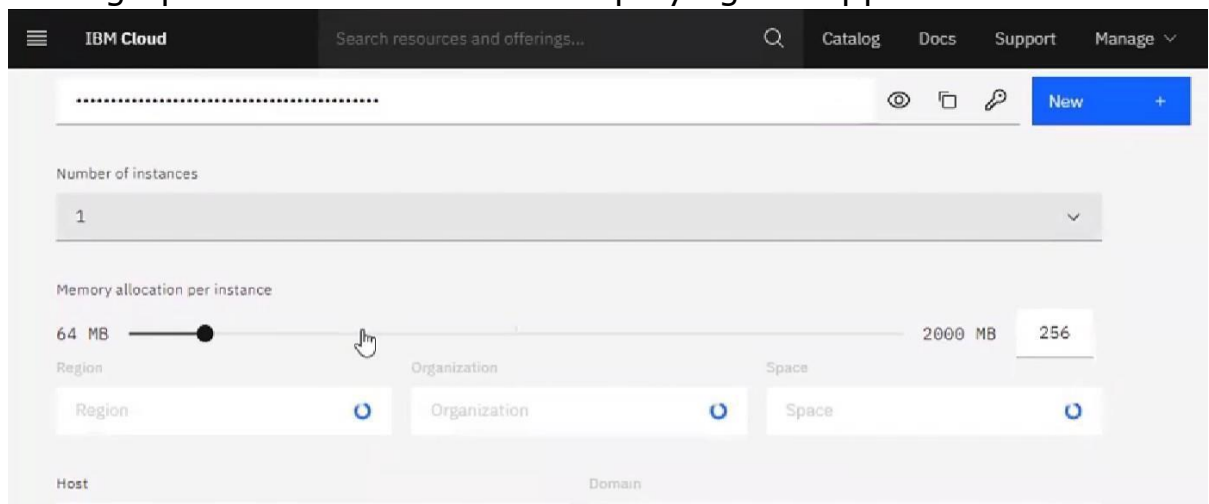 IBM Cloud Search resources and offerings... Catalog Docs Support Manage
•••••••••••••••••••••••••••••••••••••••••••• New +
Number of instances
1
Memory allocation per instance
64 MB 2000 MB 256
Region Organization Space
Region Organization Space
Host Domain